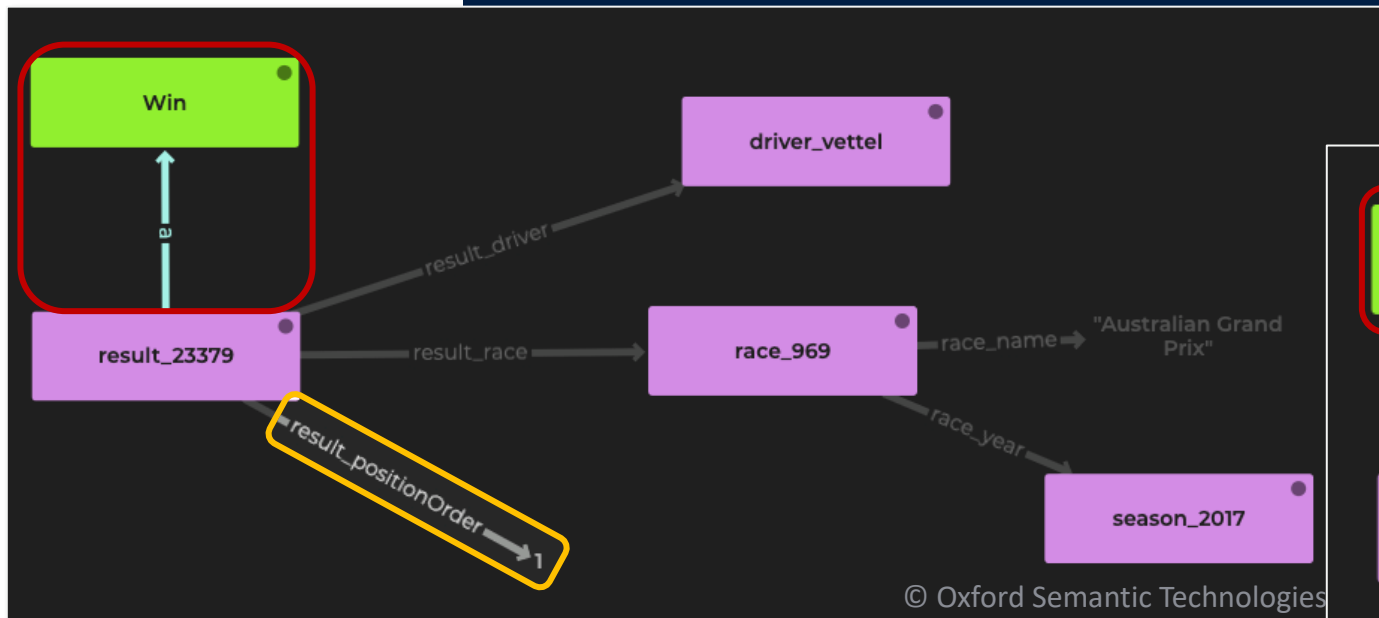 Win
driver_vettel
a
result_driver
result_23379
result_race
race_969
race_name
"Australian Grand
Prix"
race_year
result_positionOrder
1
season_2017
© Oxford Semantic Technologies